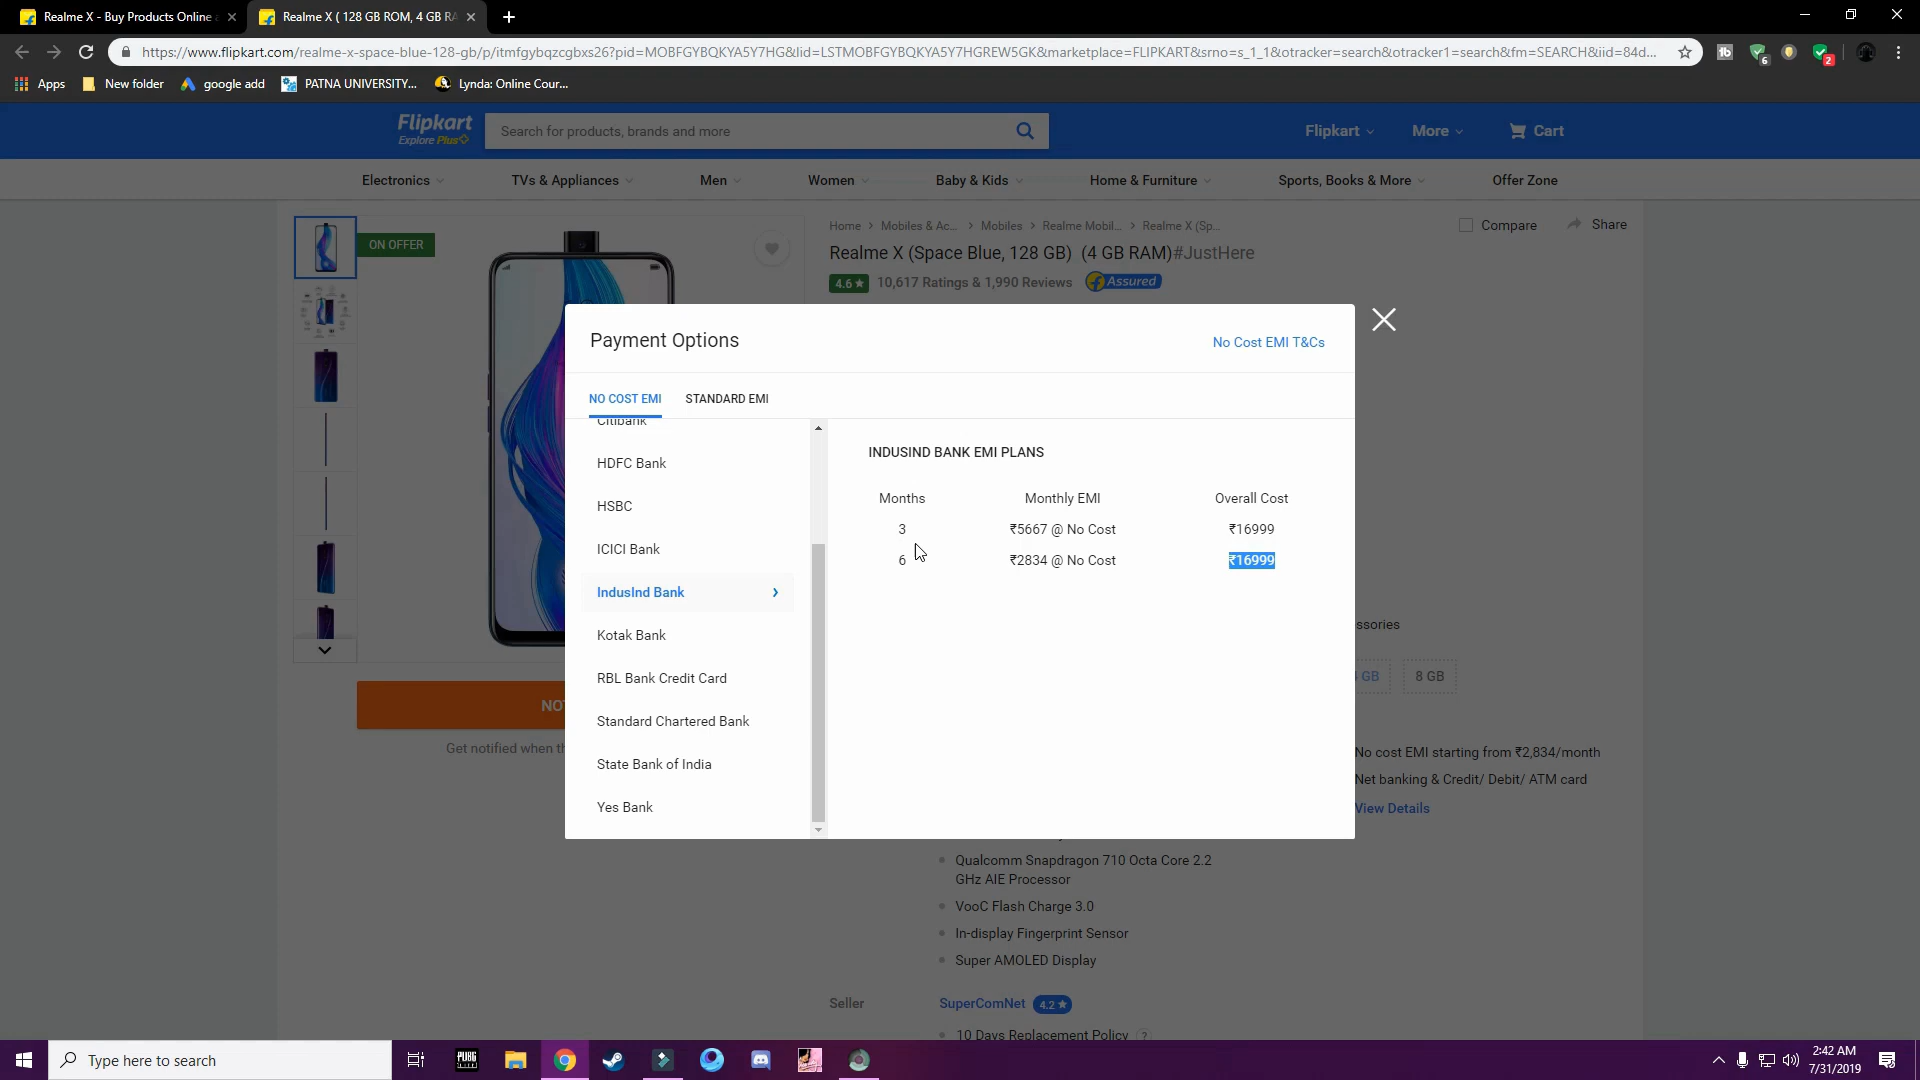 Realme X - Buy Products Online a
Realme X ( 128 GB ROM, 4 GB RA
https://www.flipkart.com/realme-x-space-blue-128-gb/p/itmfgybqzcgbxs26?pid=MOBFGYBQKYA5Y7HG&lid=LSTMOBFGYBQKYA5Y7HGREW5GK&marketplace=FLIPKART&srno=s_1_1&otracker=search&otracker1=search&fm=SEARCH&iid=84d...
6
2
Apps
New folder
google add
PATNA UNIVERSITY...
Lynda: Online Cour...
Flipkart
Explore Plus
Search for products, brands and more
Flipkart
More
Cart
Electronics
TVs & Appliances
Men
Women
Baby & Kids
Home & Furniture
Sports, Books & More
Offer Zone
ON OFFER
Home > Mobiles & Ac... > Mobiles > Realme Mobil... > Realme X (Sp...
Compare
Share
Realme X (Space Blue, 128 GB) (4 GB RAM)#JustHere
4.6 ★ 10,617 Ratings & 1,990 Reviews
Assured
Payment Options
No Cost EMI T&Cs
NO COST EMI
STANDARD EMI
Citibank
HDFC Bank
HSBC
ICICI Bank
IndusInd Bank
Kotak Bank
RBL Bank Credit Card
Standard Chartered Bank
State Bank of India
Yes Bank
INDUSIND BANK EMI PLANS
Months Monthly EMI Overall Cost
3 ₹5667 @ No Cost ₹16999
6 ₹2834 @ No Cost ₹16999
ssories
GB
8 GB
NO
Get notified when th
No cost EMI starting from ₹2,834/month
Net banking & Credit/ Debit/ ATM card
View Details
Qualcomm Snapdragon 710 Octa Core 2.2
GHz AIE Processor
VooC Flash Charge 3.0
In-display Fingerprint Sensor
Super AMOLED Display
Seller
SuperComNet 4.2 ★
10 Days Replacement Policy ?
Type here to search
PUBG
2:42 AM
7/31/2019